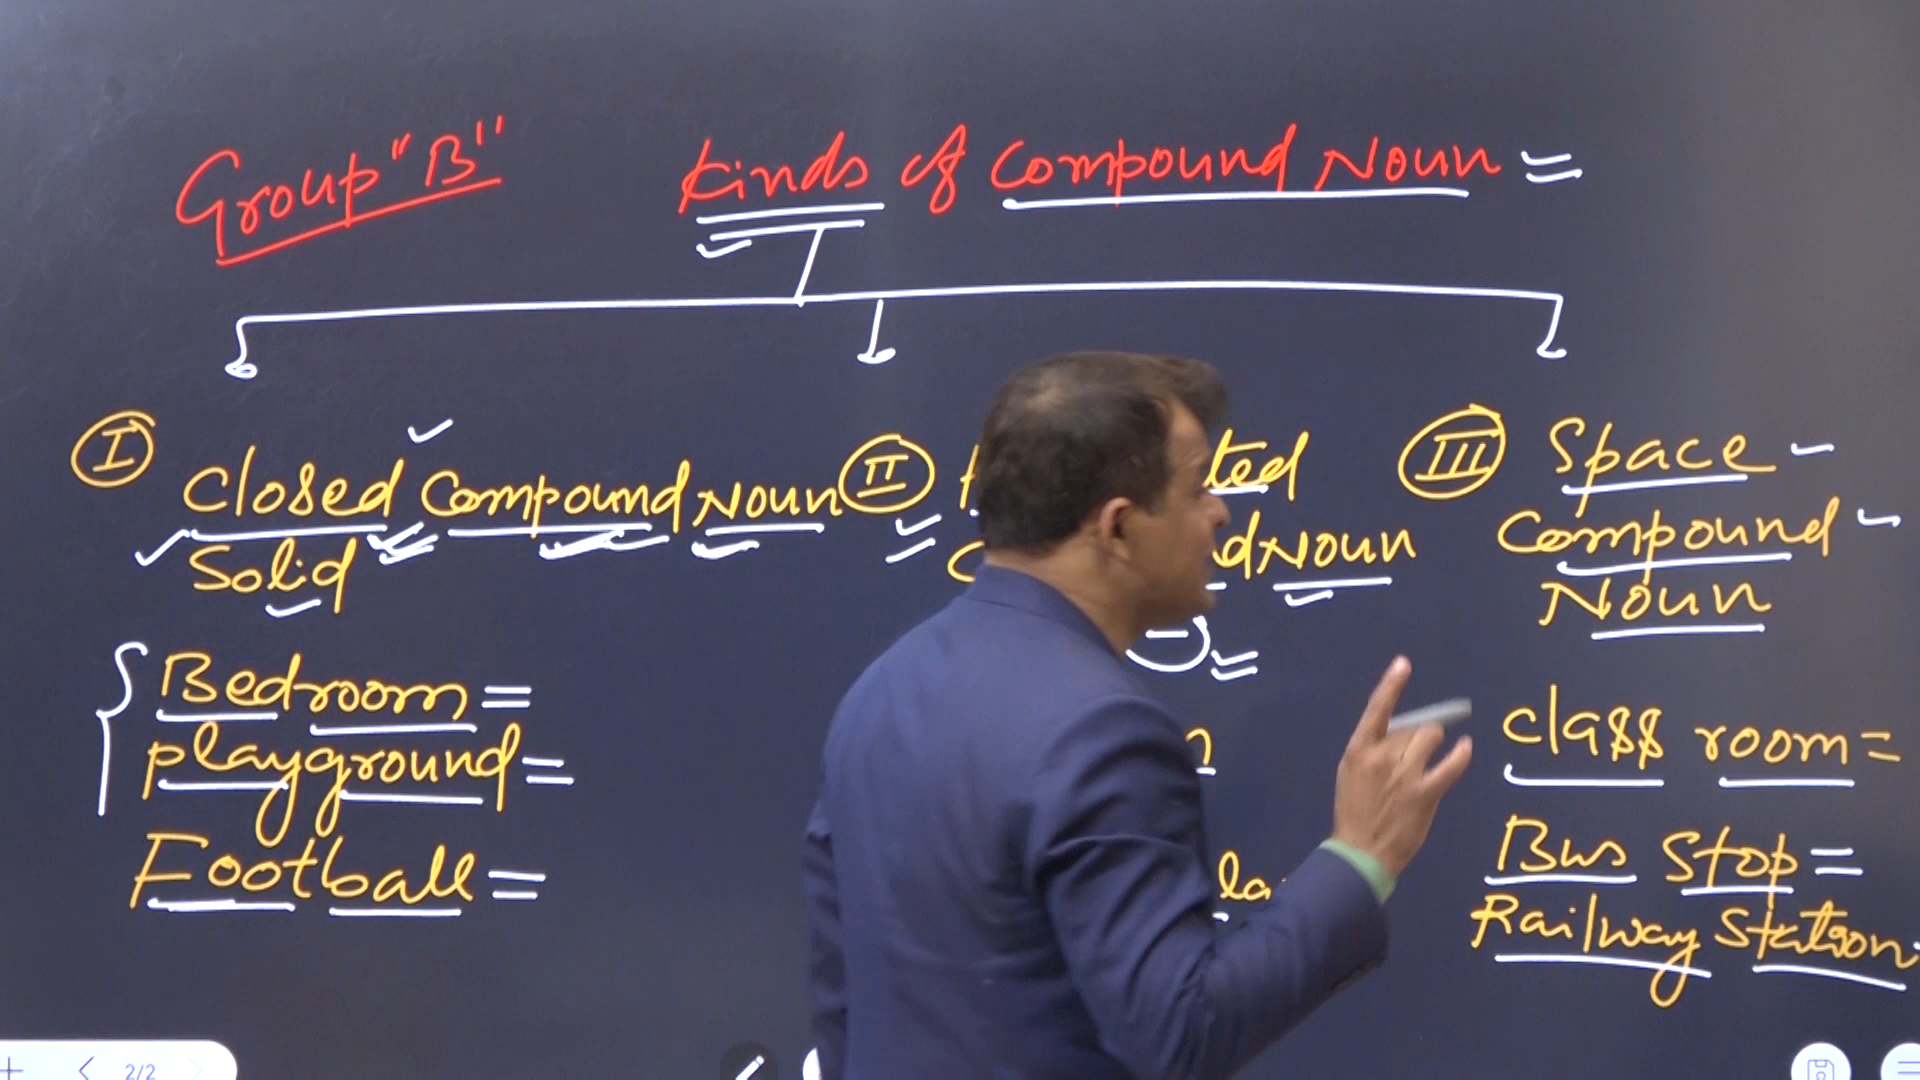 Group "B"
Kinds of Compound Noun =
I
Closed Compound Noun
Solid
Bedroom =
playground =
Football =
II
Noun
III
Space -
Compound
Noun
Class room =
Bus Stop =
Railway Station
2/2